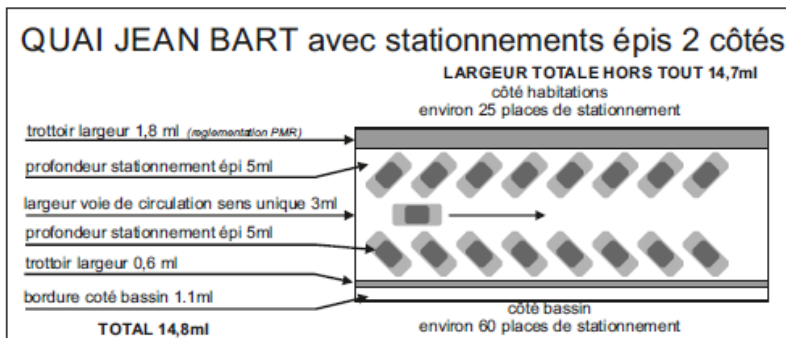 QUAI JEAN BART avec stationnements épis 2 côtés
LARGEUR TOTALE HORS TOUT 14,7ml
côté habitations
environ 25 places de stationnement
trottoir largeur 1,8 ml (reglementation PMR)
profondeur stationnement épi 5ml
largeur voie de circulation sens unique 3ml
profondeur stationnement épi 5ml
trottoir largeur 0,6 ml
bordure coté bassin 1.1ml
TOTAL 14,8ml
côté bassin
environ 60 places de stationnement